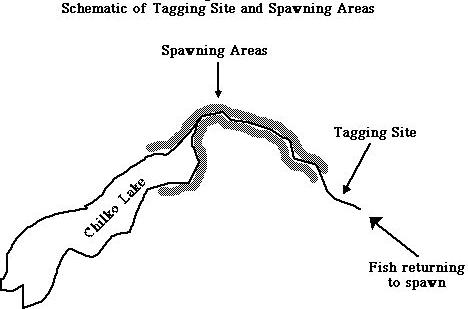 Schematic of Tagging Site and Spawning Areas
Spawning Areas
Tagging Site
Chilko Lake
Fish returning
to spawn